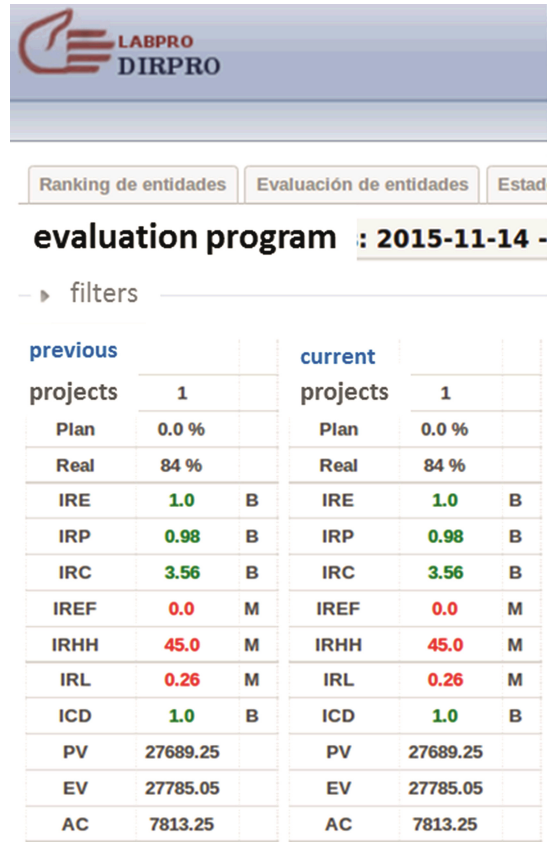 LABPRO
DIRPRO
Ranking de entidades Evaluación de entidades Estad
evaluation program : 2015-11-14 -
filters
previous current
projects 1 projects 1
Plan 0.0 % Plan 0.0 %
Real 84 % Real 84 %
IRE 1.0 B IRE 1.0 B
IRP 0.98 B IRP 0.98 B
IRC 3.56 B IRC 3.56 B
IREF 0.0 M IREF 0.0 M
IRHH 45.0 M IRHH 45.0 M
IRL 0.26 M IRL 0.26 M
ICD 1.0 B ICD 1.0 B
PV 27689.25 PV 27689.25
EV 27785.05 EV 27785.05
AC 7813.25 AC 7813.25